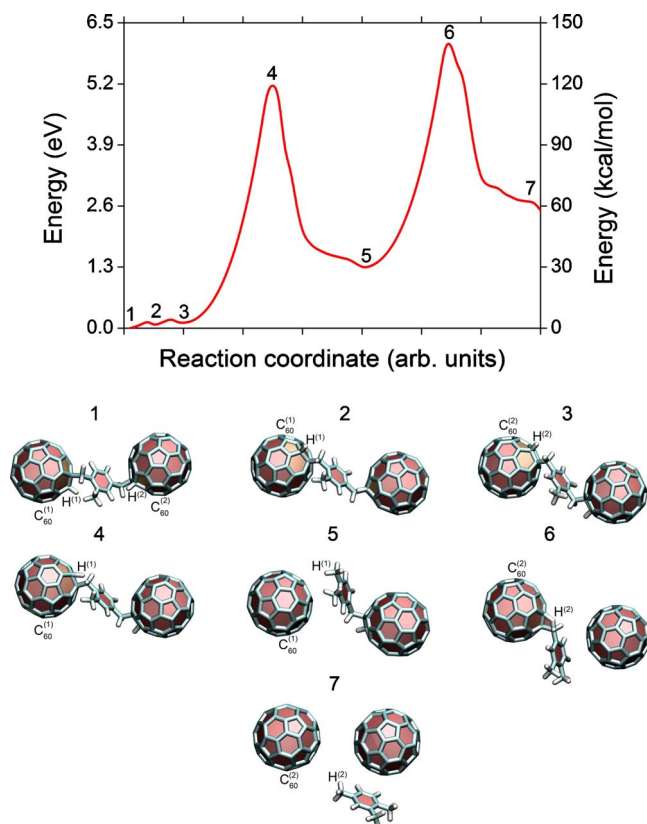 6.5
5.2
3.9
2.6
1.3
0.0
Energy (eV)
150
120
90
60
30
0
Energy (kcal/mol)
1
2
3
4
5
6
7
Reaction coordinate (arb. units)
1
C60(1)
H(1)
H(2)
C60(2)
2
C60(1)
H(1)
3
C60(2)
H(2)
4
H(1)
C60(1)
5
H(1)
C60(1)
6
C60(2)
H(2)
7
C60(2)
H(2)